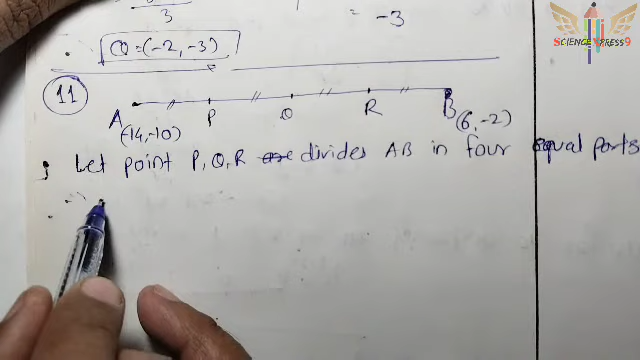 3
= -3
Q = (-2, -3)
SCIENCE XPRESS9
11
A P Q R B
(14, -10) (6, -2)
Let point P, Q, R divides AB in four equal parts